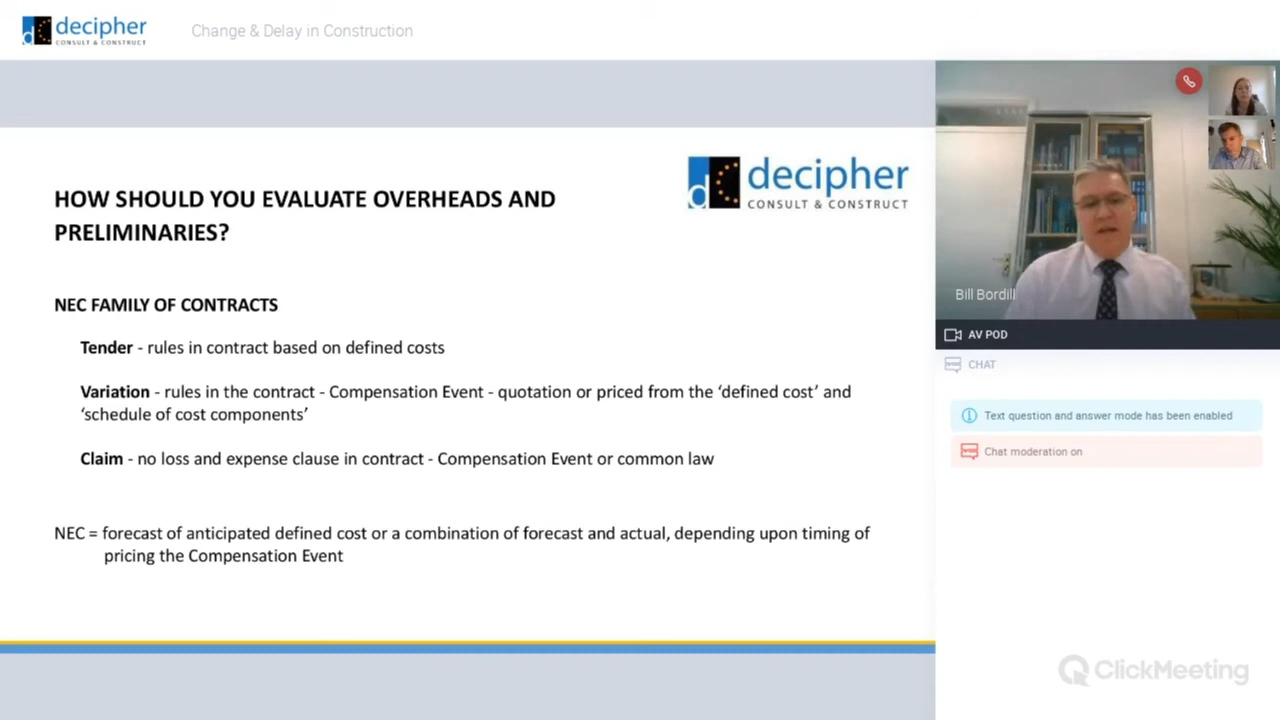 decipher
CONSULT & CONSTRUCT
Change & Delay in Construction
decipher
CONSULT & CONSTRUCT
HOW SHOULD YOU EVALUATE OVERHEADS AND
PRELIMINARIES?
NEC FAMILY OF CONTRACTS
Tender - rules in contract based on defined costs
Variation - rules in the contract - Compensation Event - quotation or priced from the ‘defined cost’ and
‘schedule of cost components’
Claim - no loss and expense clause in contract - Compensation Event or common law
NEC = forecast of anticipated defined cost or a combination of forecast and actual, depending upon timing of
pricing the Compensation Event
Bill Bordill
AV POD
CHAT
Text question and answer mode has been enabled
Chat moderation on
ClickMeeting